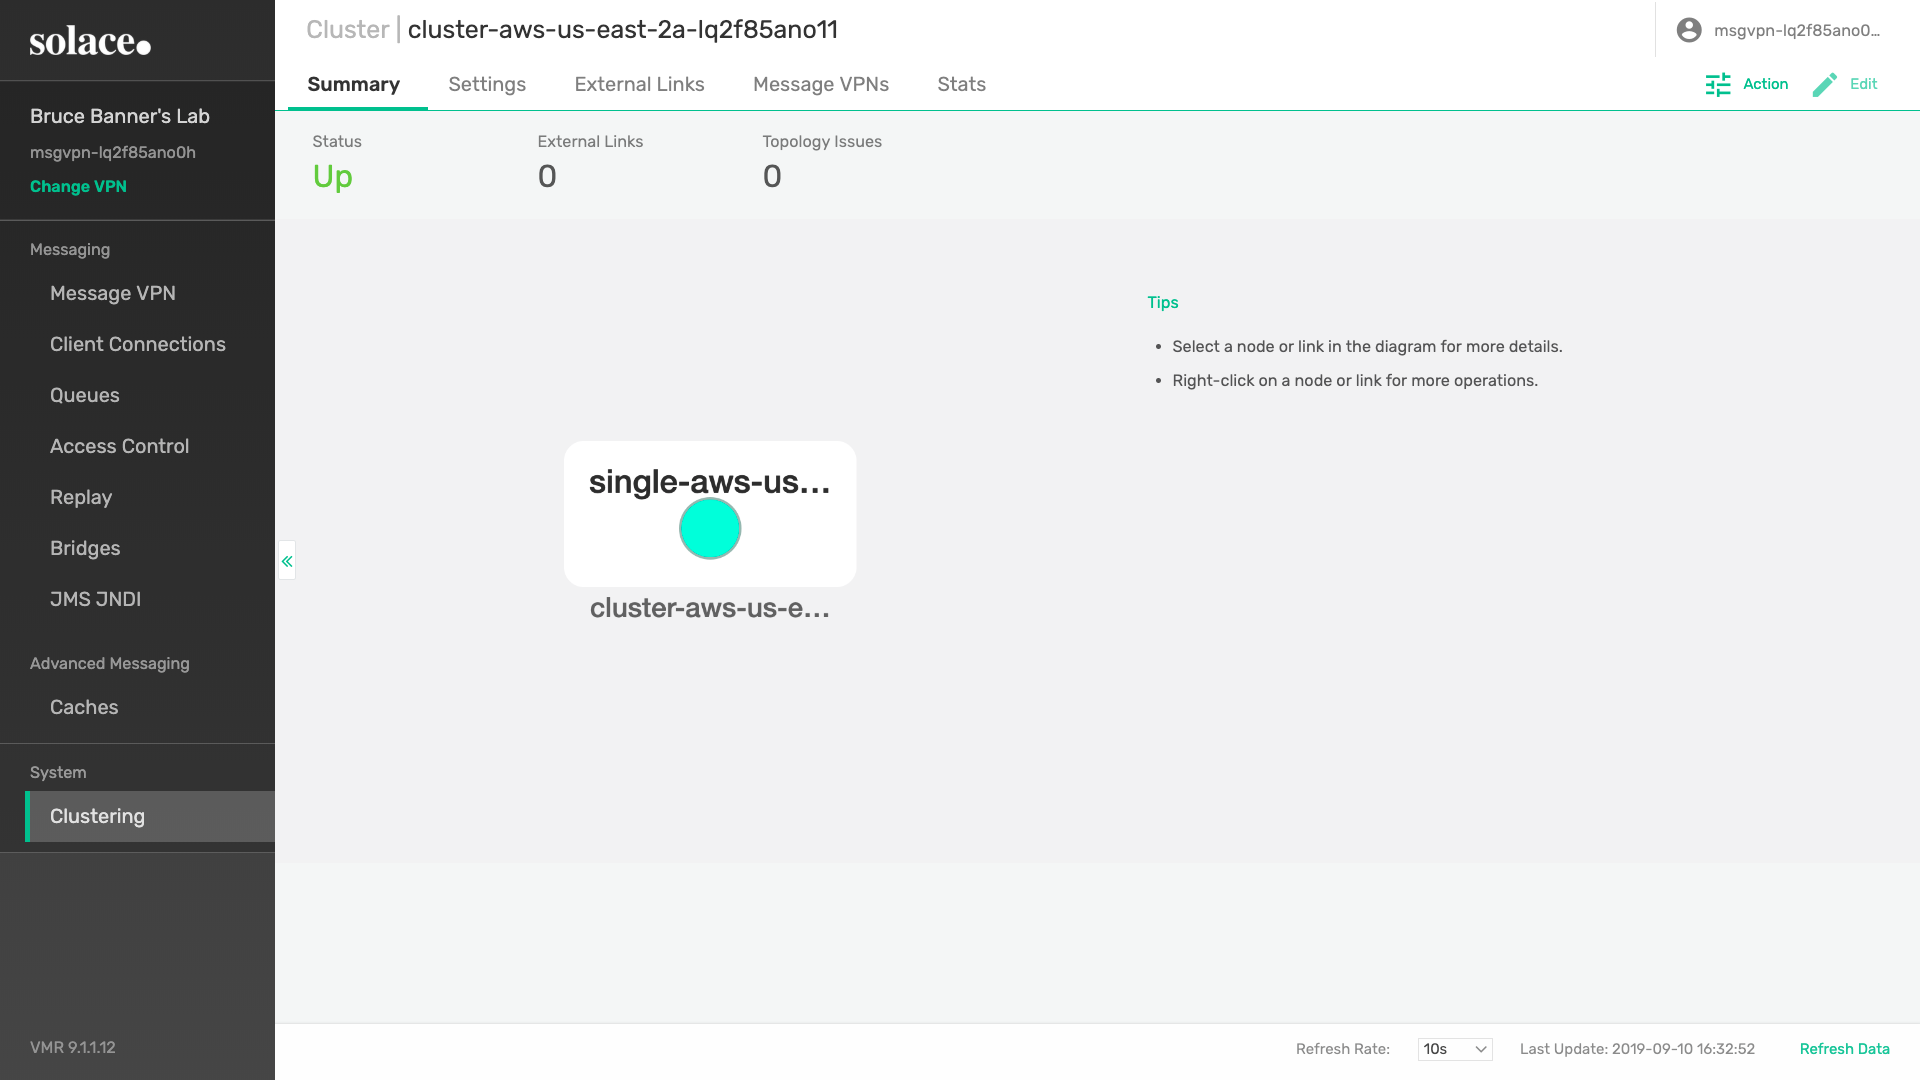 solace.
Bruce Banner's Lab
msgvpn-lq2f85ano0h
Change VPN
Messaging
Message VPN
Client Connections
Queues
Access Control
Replay
Bridges
JMS JNDI
Advanced Messaging
Caches
System
Clustering
VMR 9.1.1.12
Cluster | cluster-aws-us-east-2a-lq2f85ano11
msgvpn-lq2f85ano0...
Summary Settings External Links Message VPNs Stats
Action Edit
Status External Links Topology Issues
Up 0 0
Tips
• Select a node or link in the diagram for more details.
• Right-click on a node or link for more operations.
single-aws-us...
cluster-aws-us-e...
Refresh Rate: 10s Last Update: 2019-09-10 16:32:52 Refresh Data